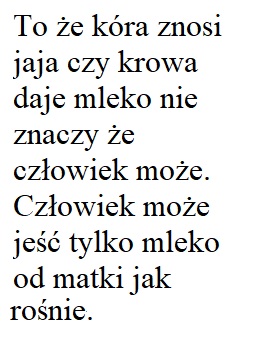 To że kóra znosi
jaja czy krowa
daje mleko nie
znaczy że
człowiek może.
Człowiek może
jeść tylko mleko
od matki jak
rośnie.